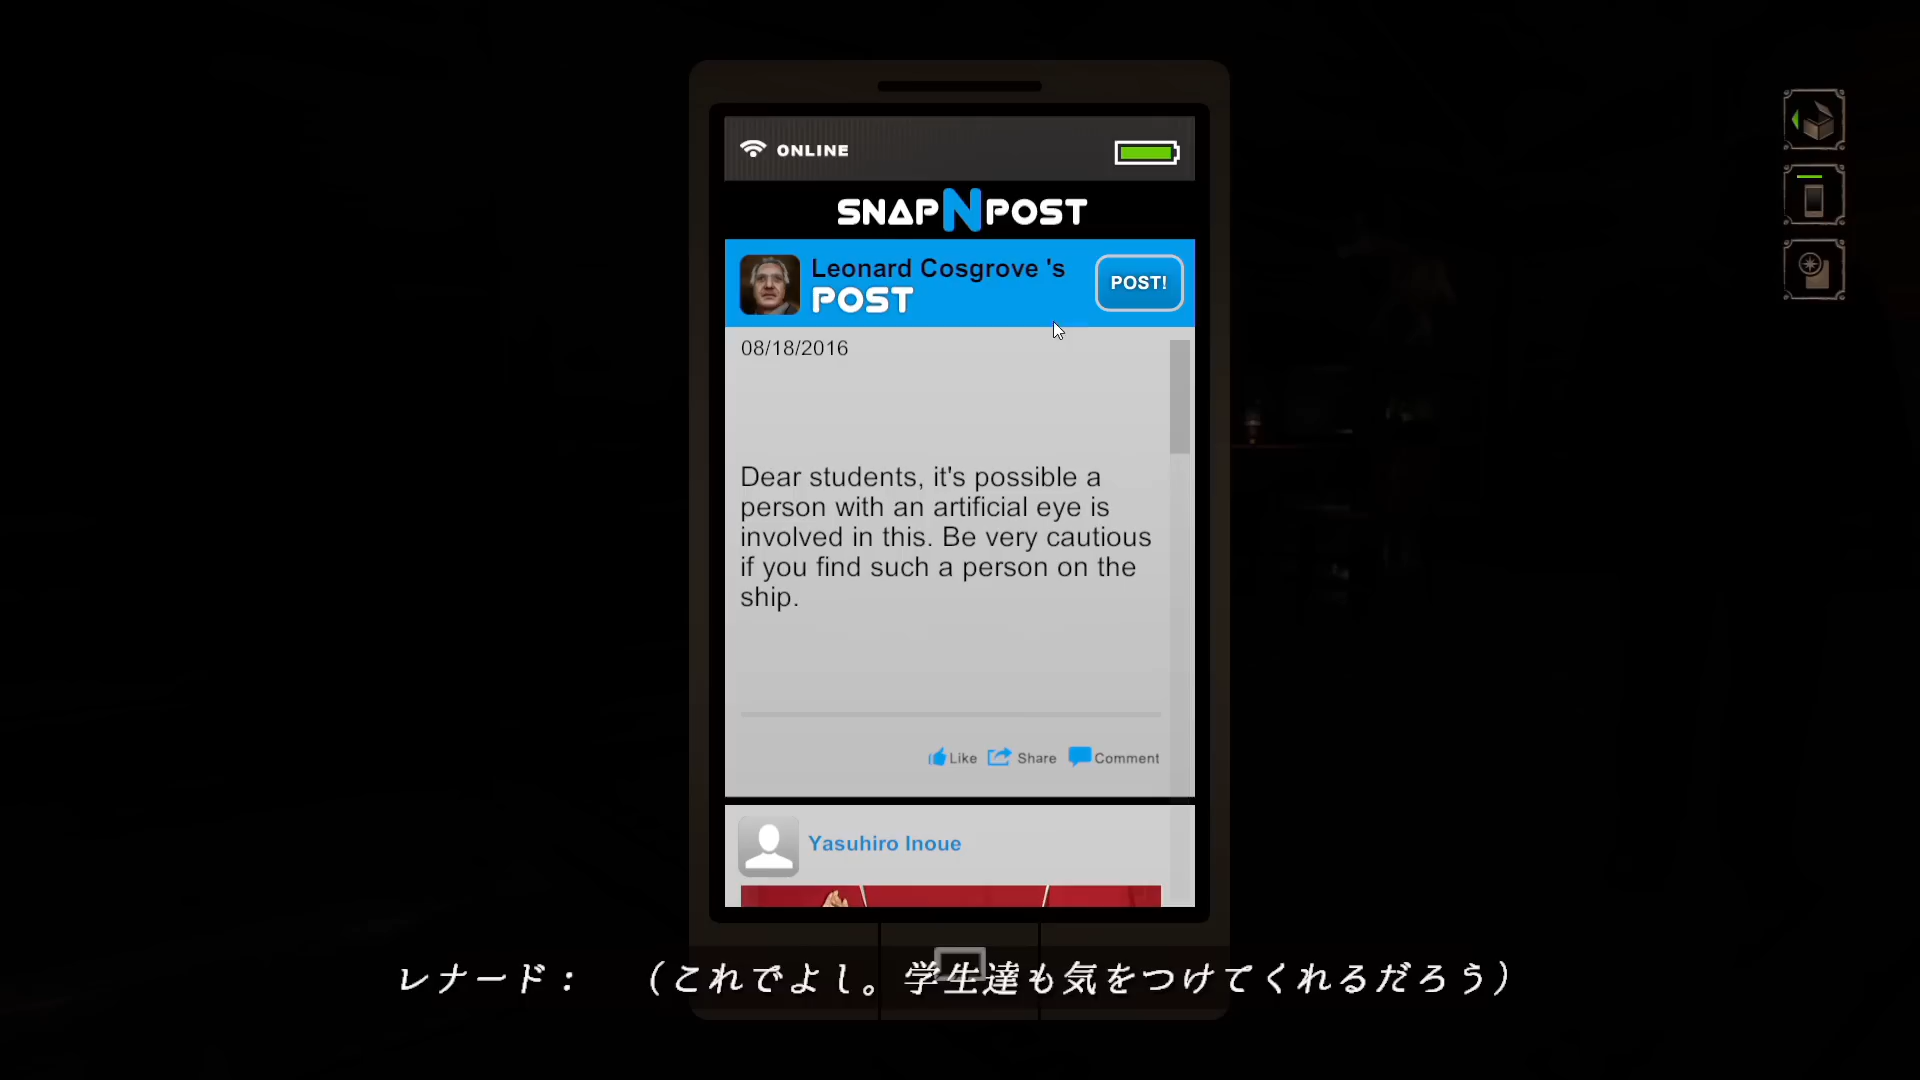 ONLINE
SNAPNPOST
Leonard Cosgrove 's
POST
POST!
08/18/2016
Dear students, it's possible a
person with an artificial eye is
involved in this. Be very cautious
if you find such a person on the
ship.
Like Share Comment
Yasuhiro Inoue
レナード： （これでよし。学生達も気をつけてくれるだろう）